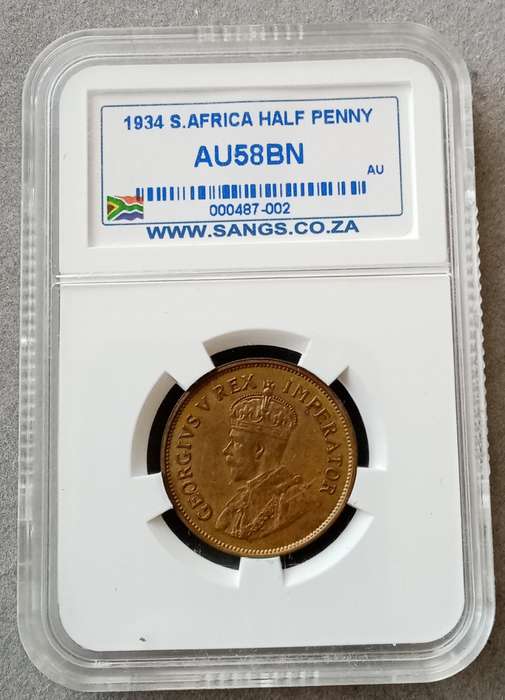 1934 S.AFRICA HALF PENNY
AU58BN
AU
000487-002
WWW.SANGS.CO.ZA
GEORGIVS V REX IMPERATOR